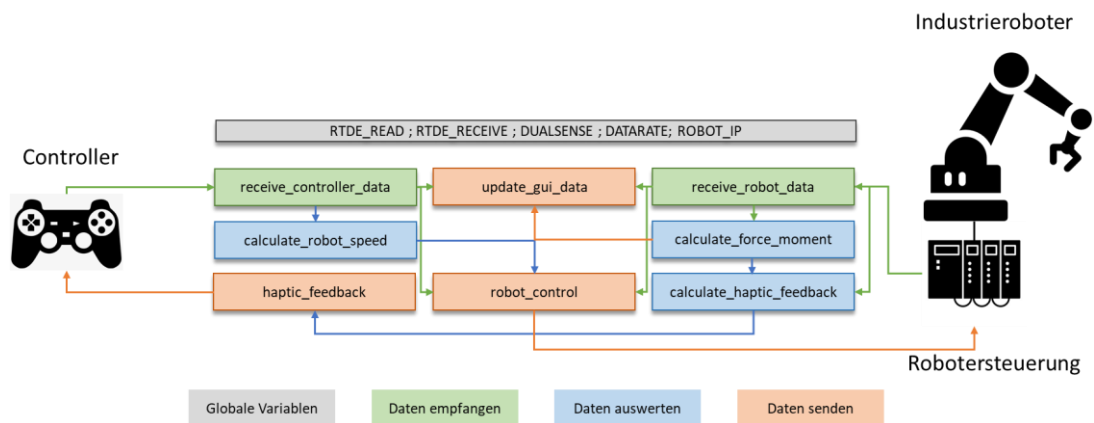 Industrieroboter
RTDE_READ ; RTDE_RECEIVE ; DUALSENSE ; DATARATE; ROBOT_IP
Controller
receive_controller_data
update_gui_data
receive_robot_data
calculate_robot_speed
calculate_force_moment
haptic_feedback
robot_control
calculate_haptic_feedback
Robotersteuerung
Globale Variablen
Daten empfangen
Daten auswerten
Daten senden